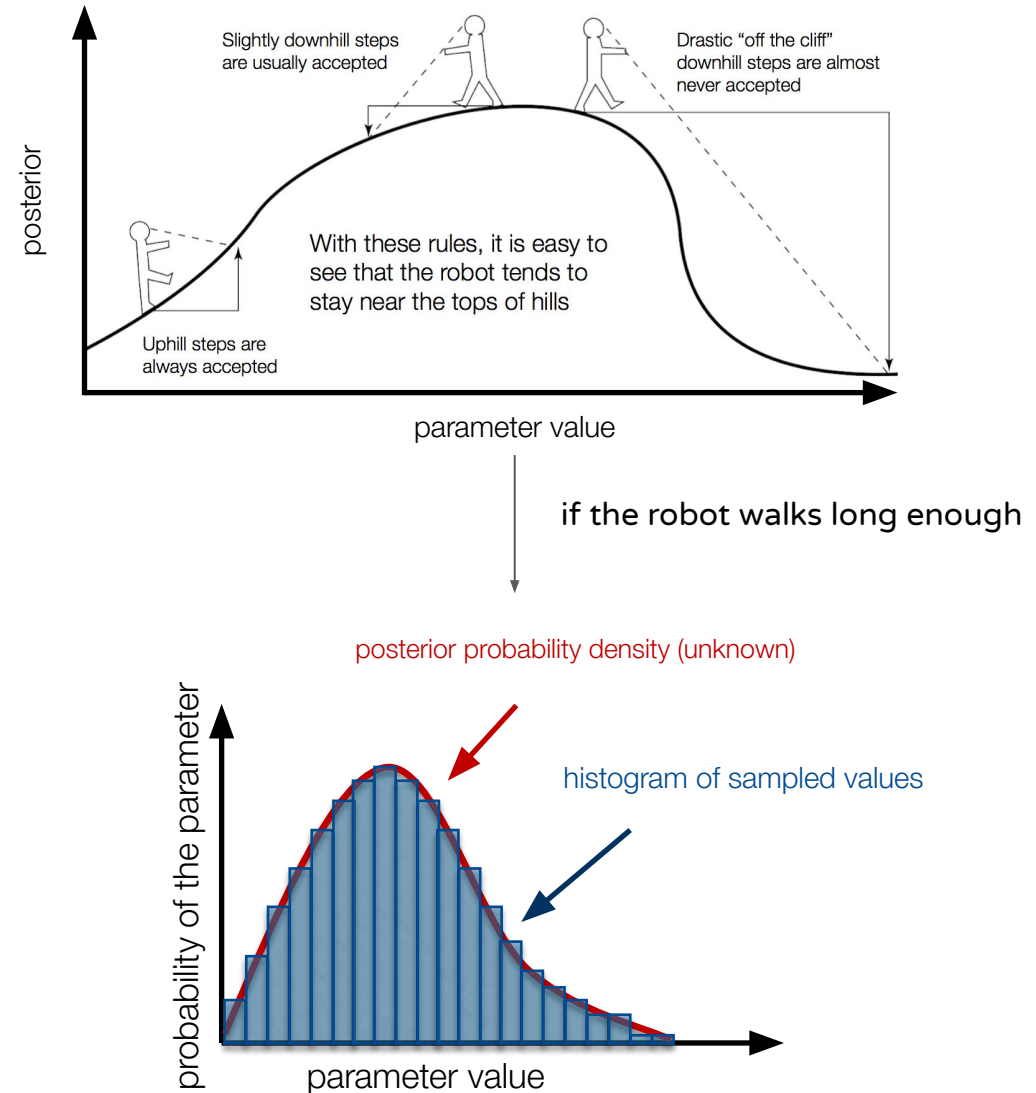 Slightly downhill steps
are usually accepted
Drastic “off the cliff”
downhill steps are almost
never accepted
posterior
With these rules, it is easy to
see that the robot tends to
stay near the tops of hills
Uphill steps are
always accepted
parameter value
if the robot walks long enough
posterior probability density (unknown)
probability of the parameter
histogram of sampled values
parameter value